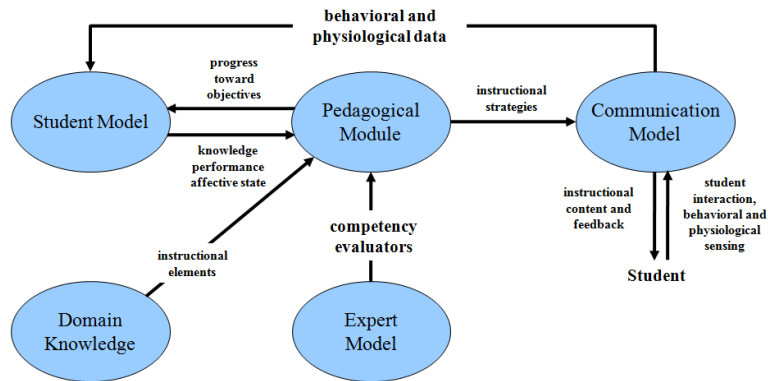 behavioral and
physiological data
progress
toward
objectives
Student Model
Pedagogical
Module
instructional
strategies
Communication
Model
knowledge
performance
affective state
instructional
content and
feedback
student
interaction,
behavioral and
physiological
sensing
competency
evaluators
instructional
elements
Student
Domain
Knowledge
Expert
Model